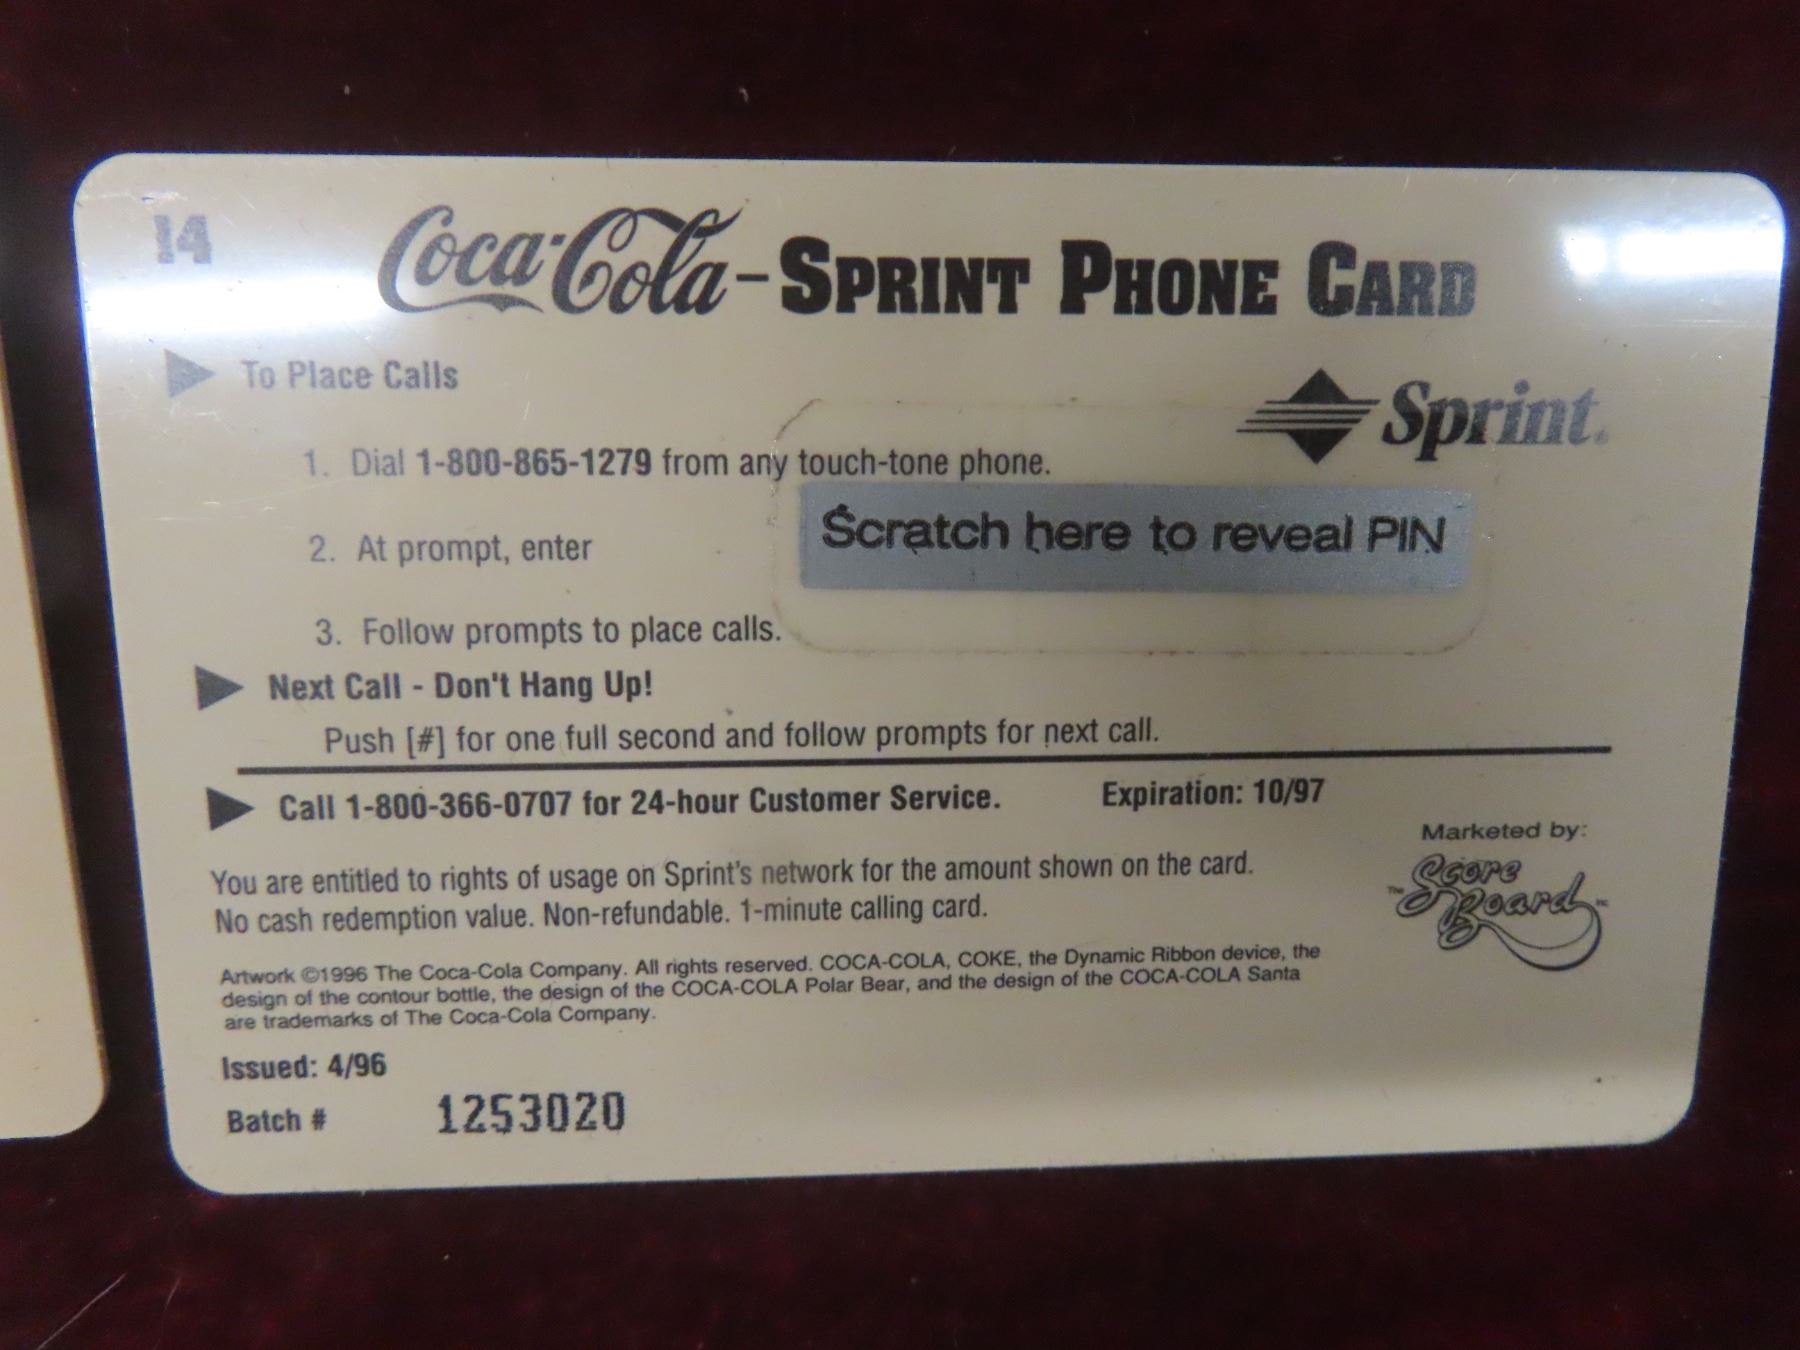 14
Coca-Cola - SPRINT PHONE CARD
To Place Calls
Sprint.
1. Dial 1-800-865-1279 from any touch-tone phone.
2. At prompt, enter
Scratch here to reveal PIN
3. Follow prompts to place calls.
Next Call - Don't Hang Up!
Push [#] for one full second and follow prompts for next call.
Call 1-800-366-0707 for 24-hour Customer Service.
Expiration: 10/97
Marketed by:
THE Score
Board INC
You are entitled to rights of usage on Sprint's network for the amount shown on the card.
No cash redemption value. Non-refundable. 1-minute calling card.
Artwork ©1996 The Coca-Cola Company. All rights reserved. COCA-COLA, COKE, the Dynamic Ribbon device, the
design of the contour bottle, the design of the COCA-COLA Polar Bear, and the design of the COCA-COLA Santa
are trademarks of The Coca-Cola Company.
Issued: 4/96
Batch # 1253020